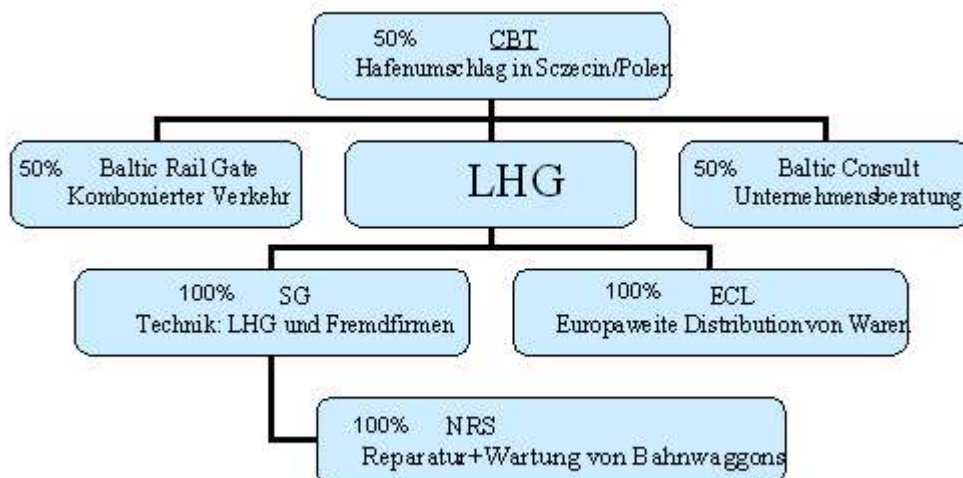 50% CBT
Hafenumschlag in Sczecin/Polen
50% Baltic Rail Gate
Kombonierter Verkehr
LHG
50% Baltic Consult
Unternehmensberatung
100% SG
Technik: LHG und Fremdfirmen
100% ECL
Europaweite Distribution von Waren
100% NRS
Reparatur+Wartung von Bahnwaggons